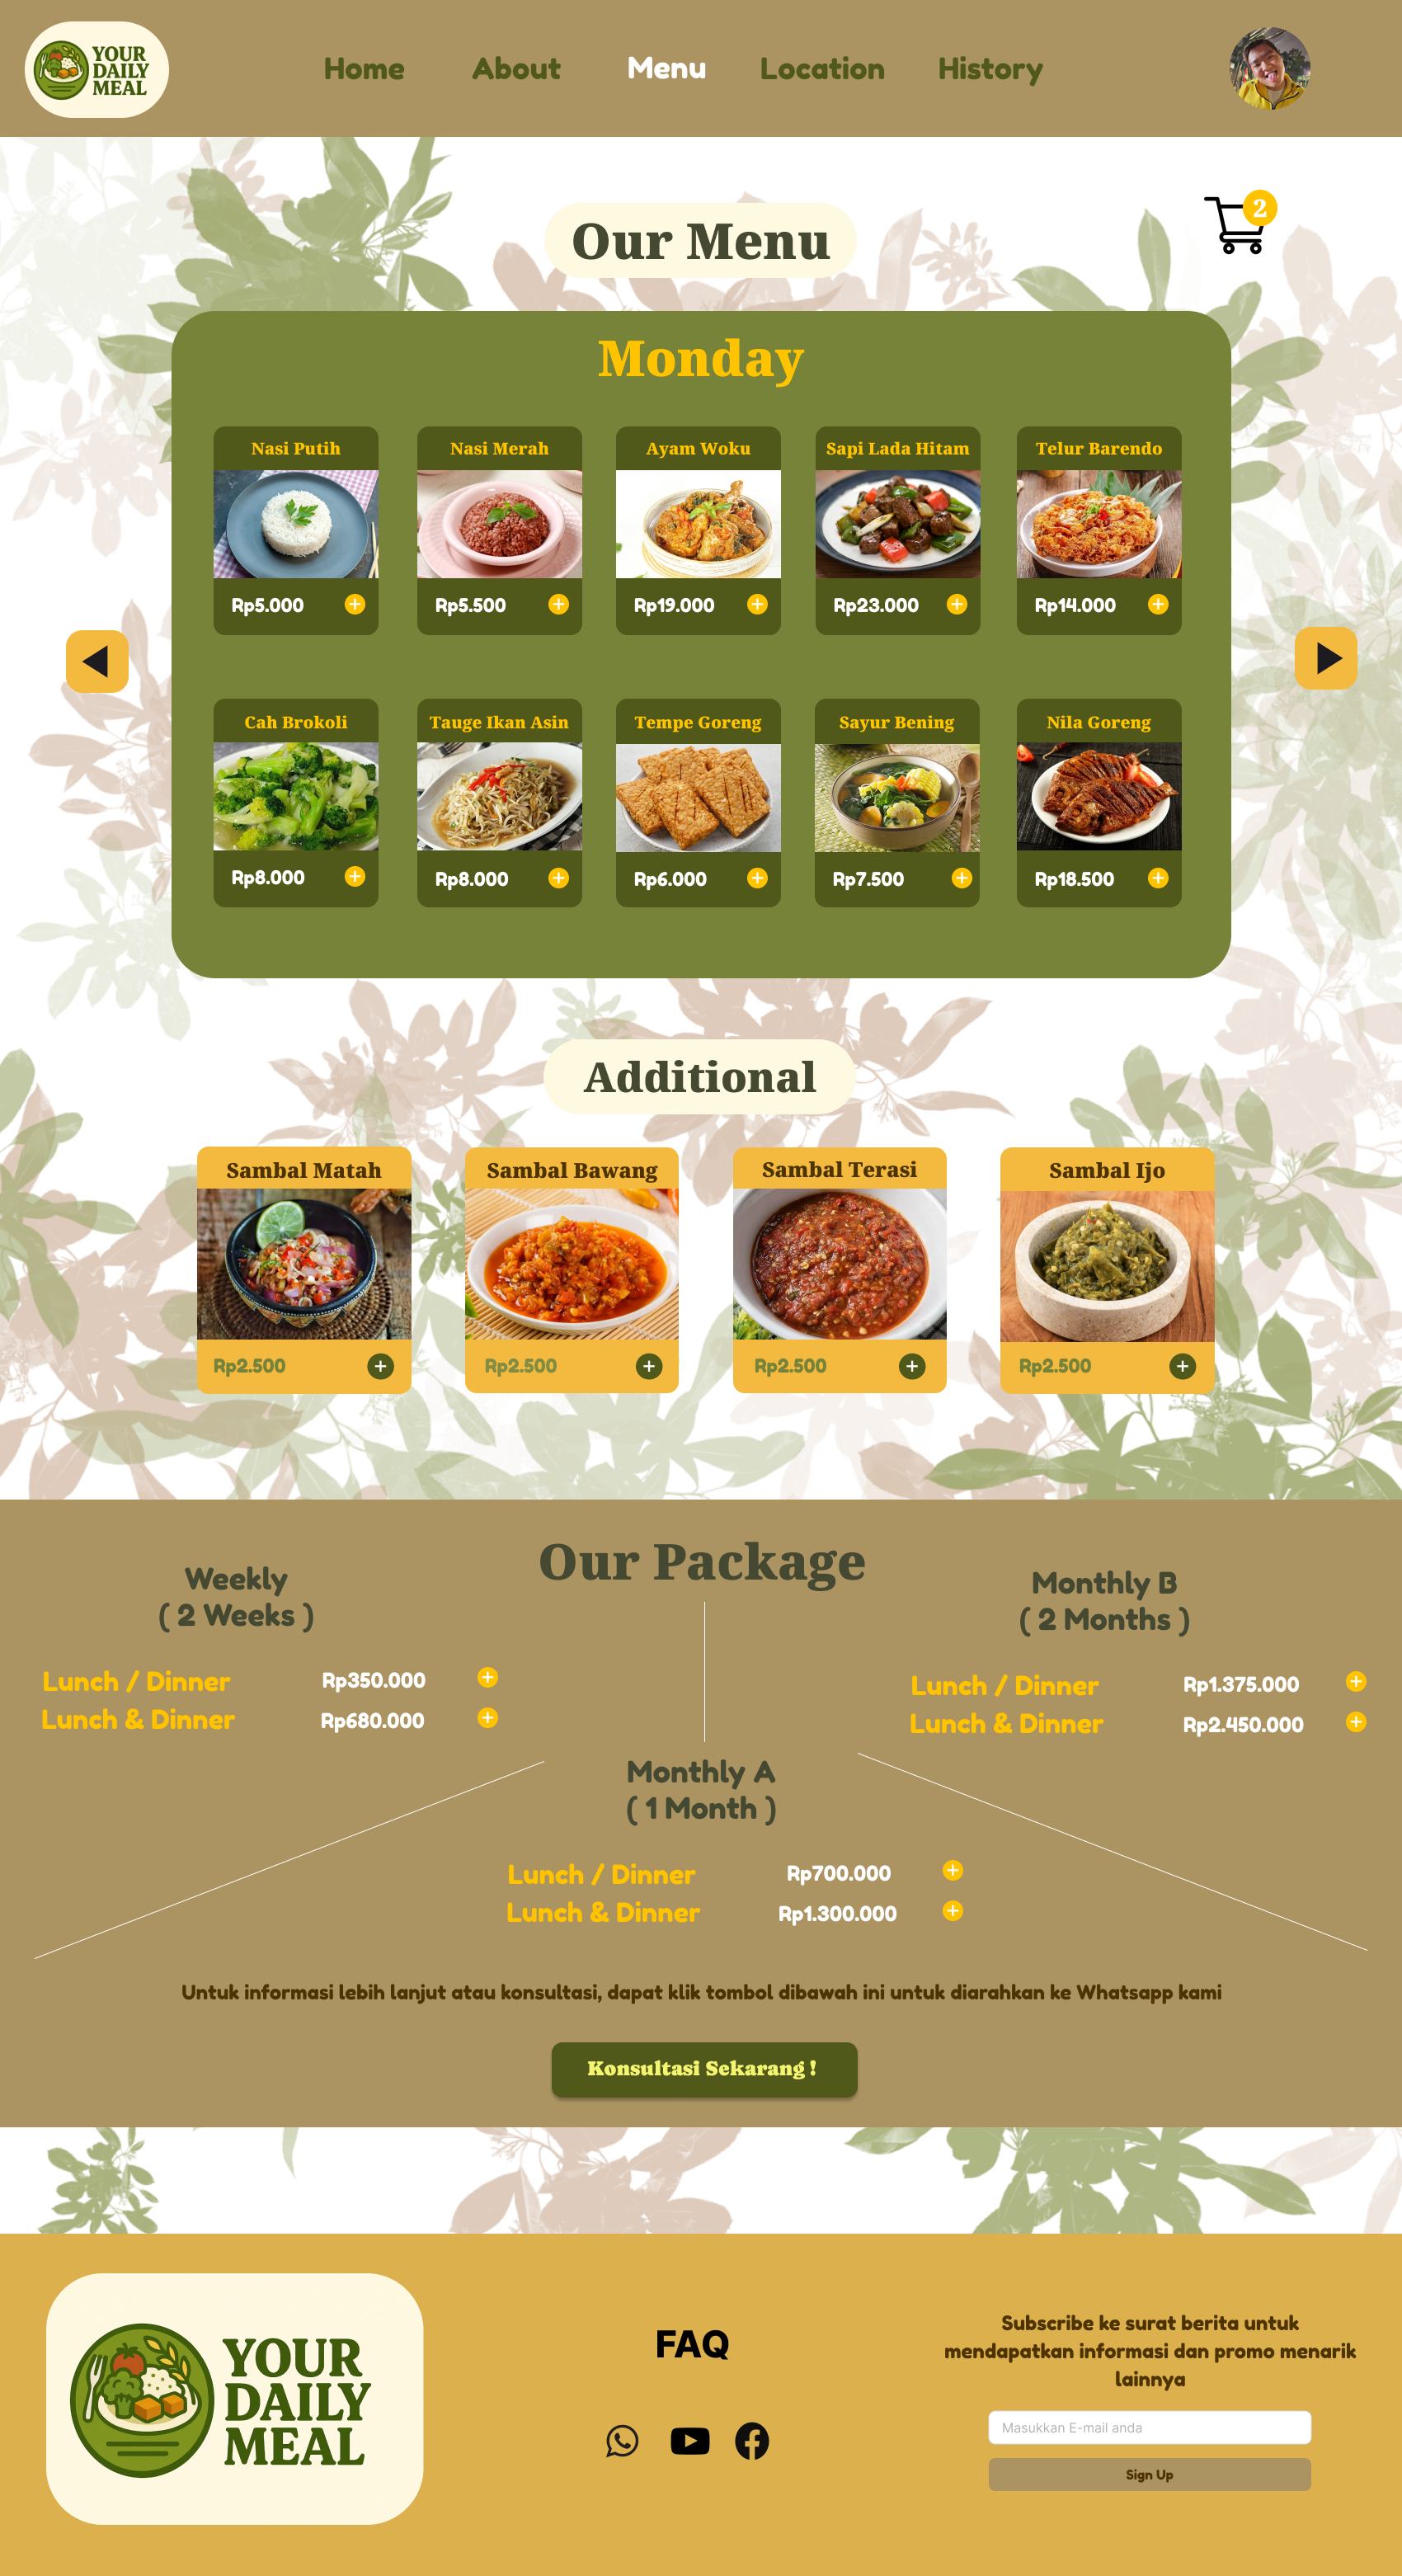 YOUR
DAILY
MEAL
Home
About
Menu
Location
History
2
Our Menu
Monday
Nasi Putih
Nasi Merah
Ayam Woku
Sapi Lada Hitam
Telur Barendo
Rp5.000
Rp5.500
Rp19.000
Rp23.000
Rp14.000
Cah Brokoli
Tauge Ikan Asin
Tempe Goreng
Sayur Bening
Nila Goreng
Rp8.000
Rp8.000
Rp6.000
Rp7.500
Rp18.500
Additional
Sambal Matah
Sambal Bawang
Sambal Terasi
Sambal Ijo
Rp2.500
Rp2.500
Rp2.500
Rp2.500
Our Package
Weekly
( 2 Weeks )
Lunch / Dinner Rp350.000
Lunch & Dinner Rp680.000
Monthly B
( 2 Months )
Lunch / Dinner Rp1.375.000
Lunch & Dinner Rp2.450.000
Monthly A
( 1 Month )
Lunch / Dinner Rp700.000
Lunch & Dinner Rp1.300.000
Untuk informasi lebih lanjut atau konsultasi, dapat klik tombol dibawah ini untuk diarahkan ke Whatsapp kami
Konsultasi Sekarang !
YOUR
DAILY
MEAL
FAQ
Subscribe ke surat berita untuk
mendapatkan informasi dan promo menarik
lainnya
Masukkan E-mail anda
Sign Up